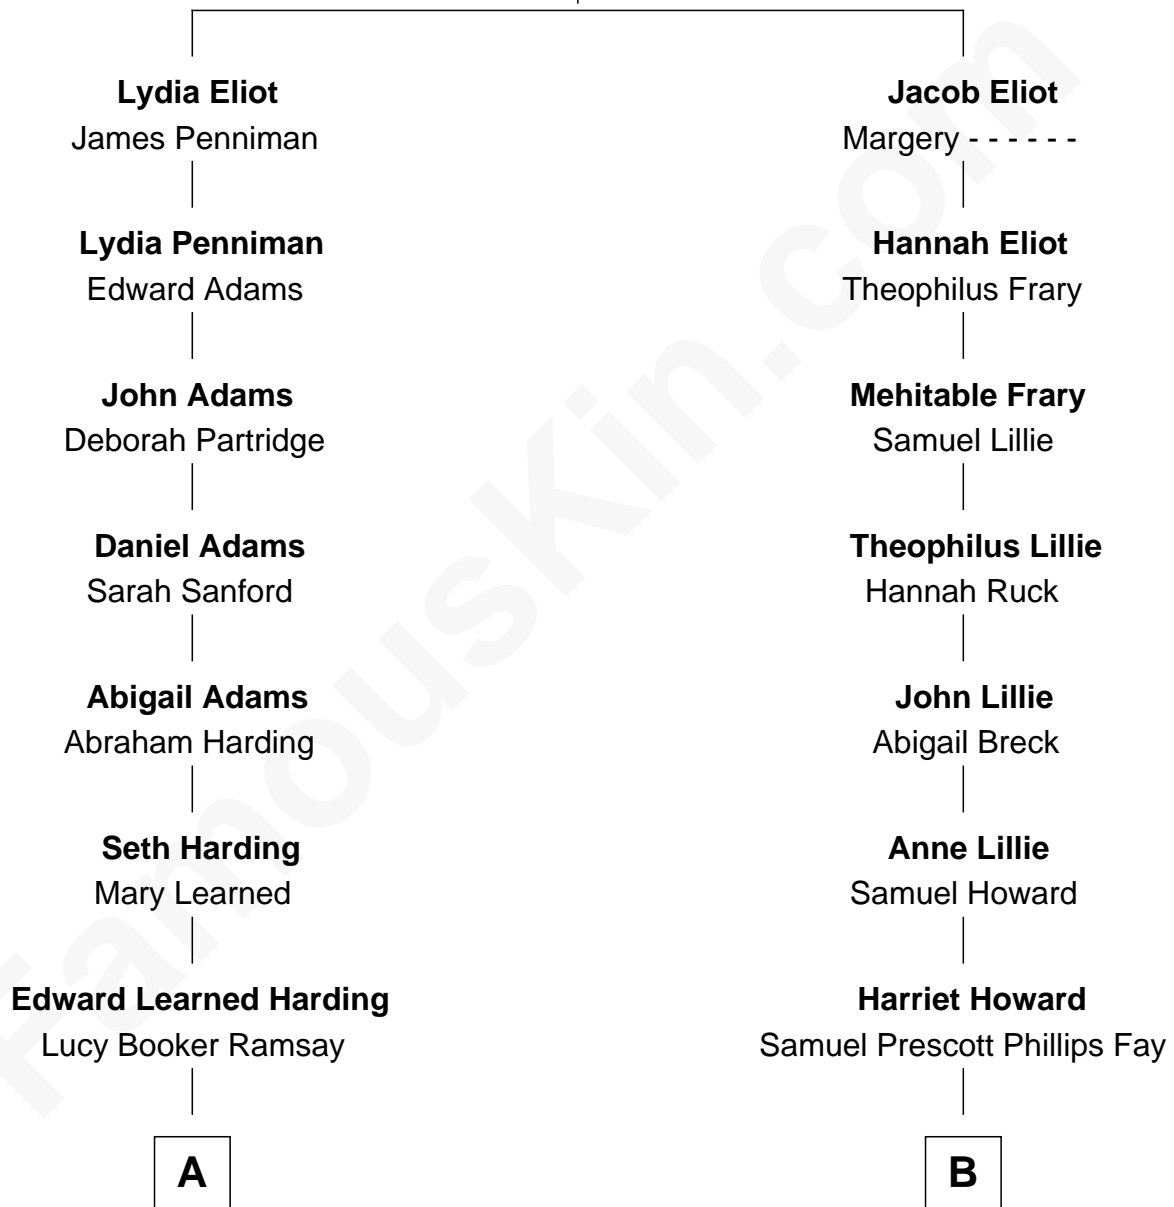 Lydia Eliot
James Penniman
Jacob Eliot
Margery - - - - - -
Lydia Penniman
Edward Adams
Hannah Eliot
Theophilus Frary
John Adams
Deborah Partridge
Mehitable Frary
Samuel Lillie
Daniel Adams
Sarah Sanford
Theophilus Lillie
Hannah Ruck
Abigail Adams
Abraham Harding
John Lillie
Abigail Breck
Seth Harding
Mary Learned
Anne Lillie
Samuel Howard
Edward Learned Harding
Lucy Booker Ramsay
Harriet Howard
Samuel Prescott Phillips Fay
A
B
FamousKin.com